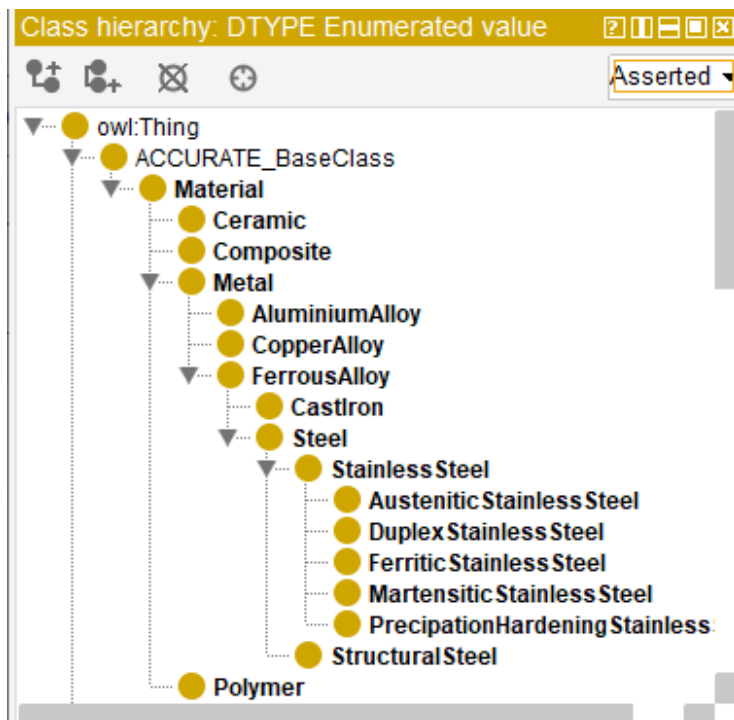 Class hierarchy: DTYPE Enumerated value
Asserted
owl:Thing
ACCURATE_BaseClass
Material
Ceramic
Composite
Metal
AluminiumAlloy
CopperAlloy
FerrousAlloy
CastIron
Steel
StainlessSteel
AusteniticStainlessSteel
DuplexStainlessSteel
FerriticStainlessSteel
MartensiticStainlessSteel
PrecipationHardeningStainless
StructuralSteel
Polymer